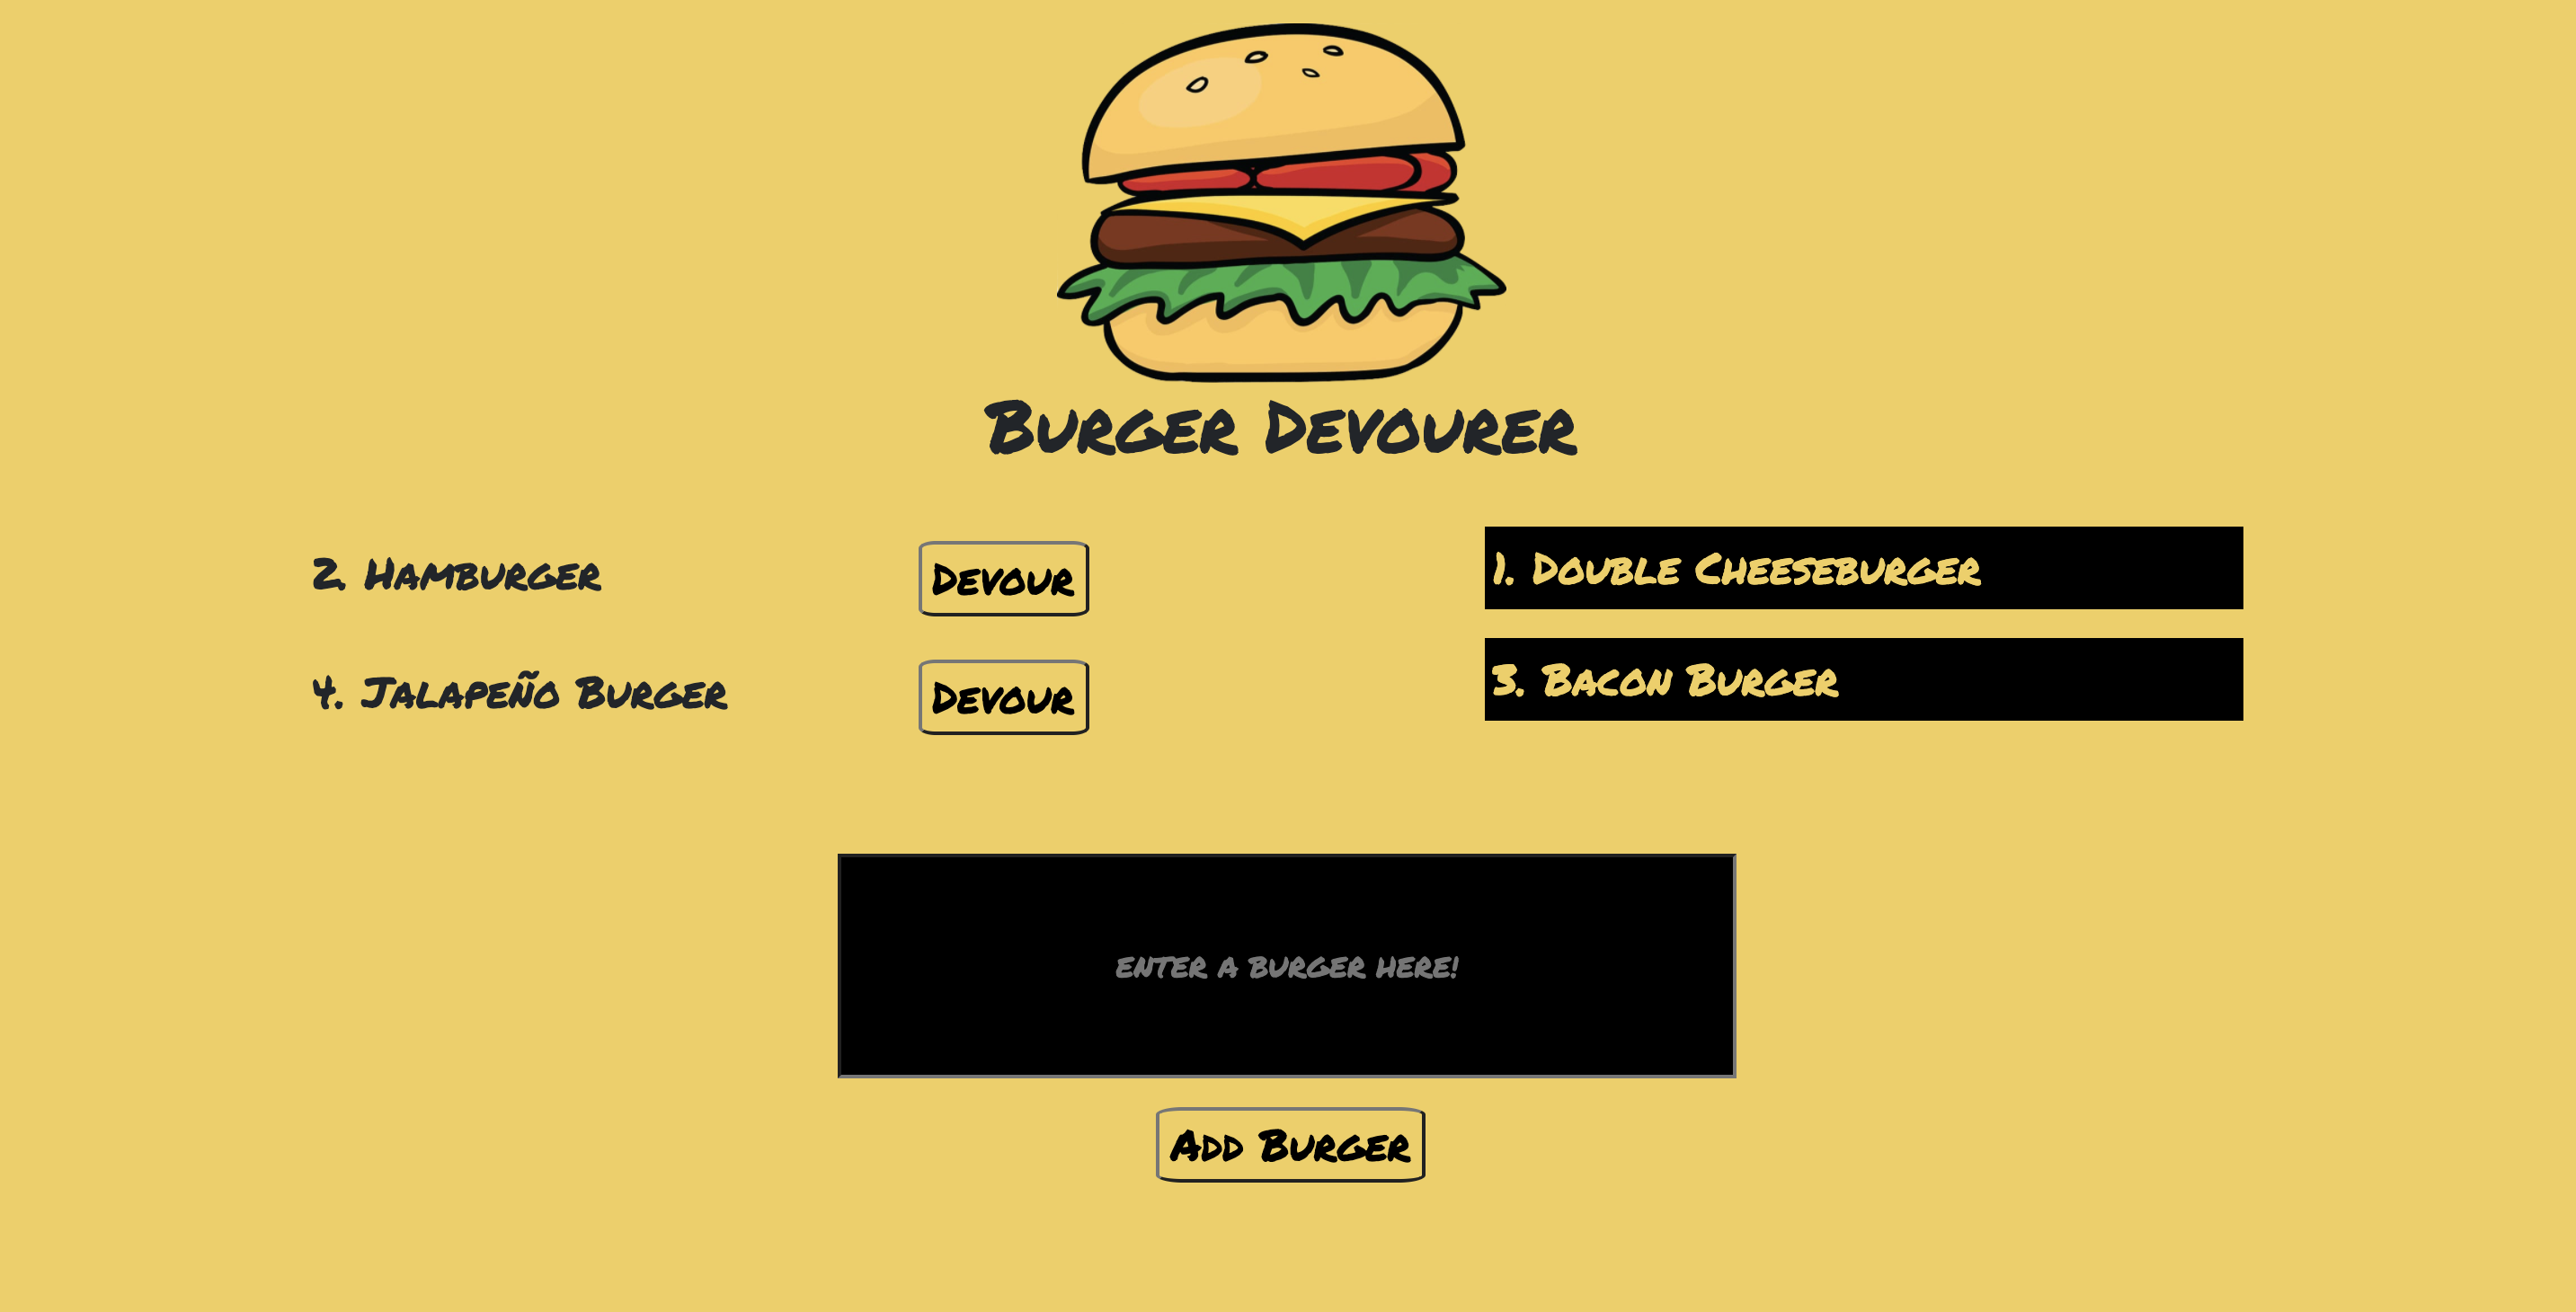 Burger Devourer
2. Hamburger
Devour
4. Jalapeño Burger
Devour
1. Double Cheeseburger
3. Bacon Burger
enter a burger here!
Add Burger